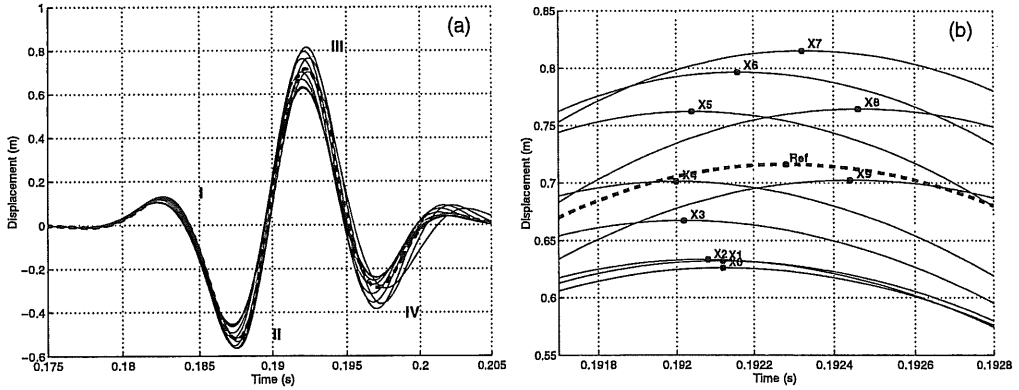 (a)
III
I
II
IV
Displacement (m)
1
0.8
0.6
0.4
0.2
0
-0.2
-0.4
-0.6
0.175
0.18
0.185
0.19
0.195
0.2
0.205
Time (s)
(b)
X7
X6
X5
X8
Ref
X4
X9
X3
X2
X1
X0
Displacement (m)
0.85
0.8
0.75
0.7
0.65
0.6
0.55
0.1918
0.192
0.1922
0.1924
0.1926
0.1928
Time (s)